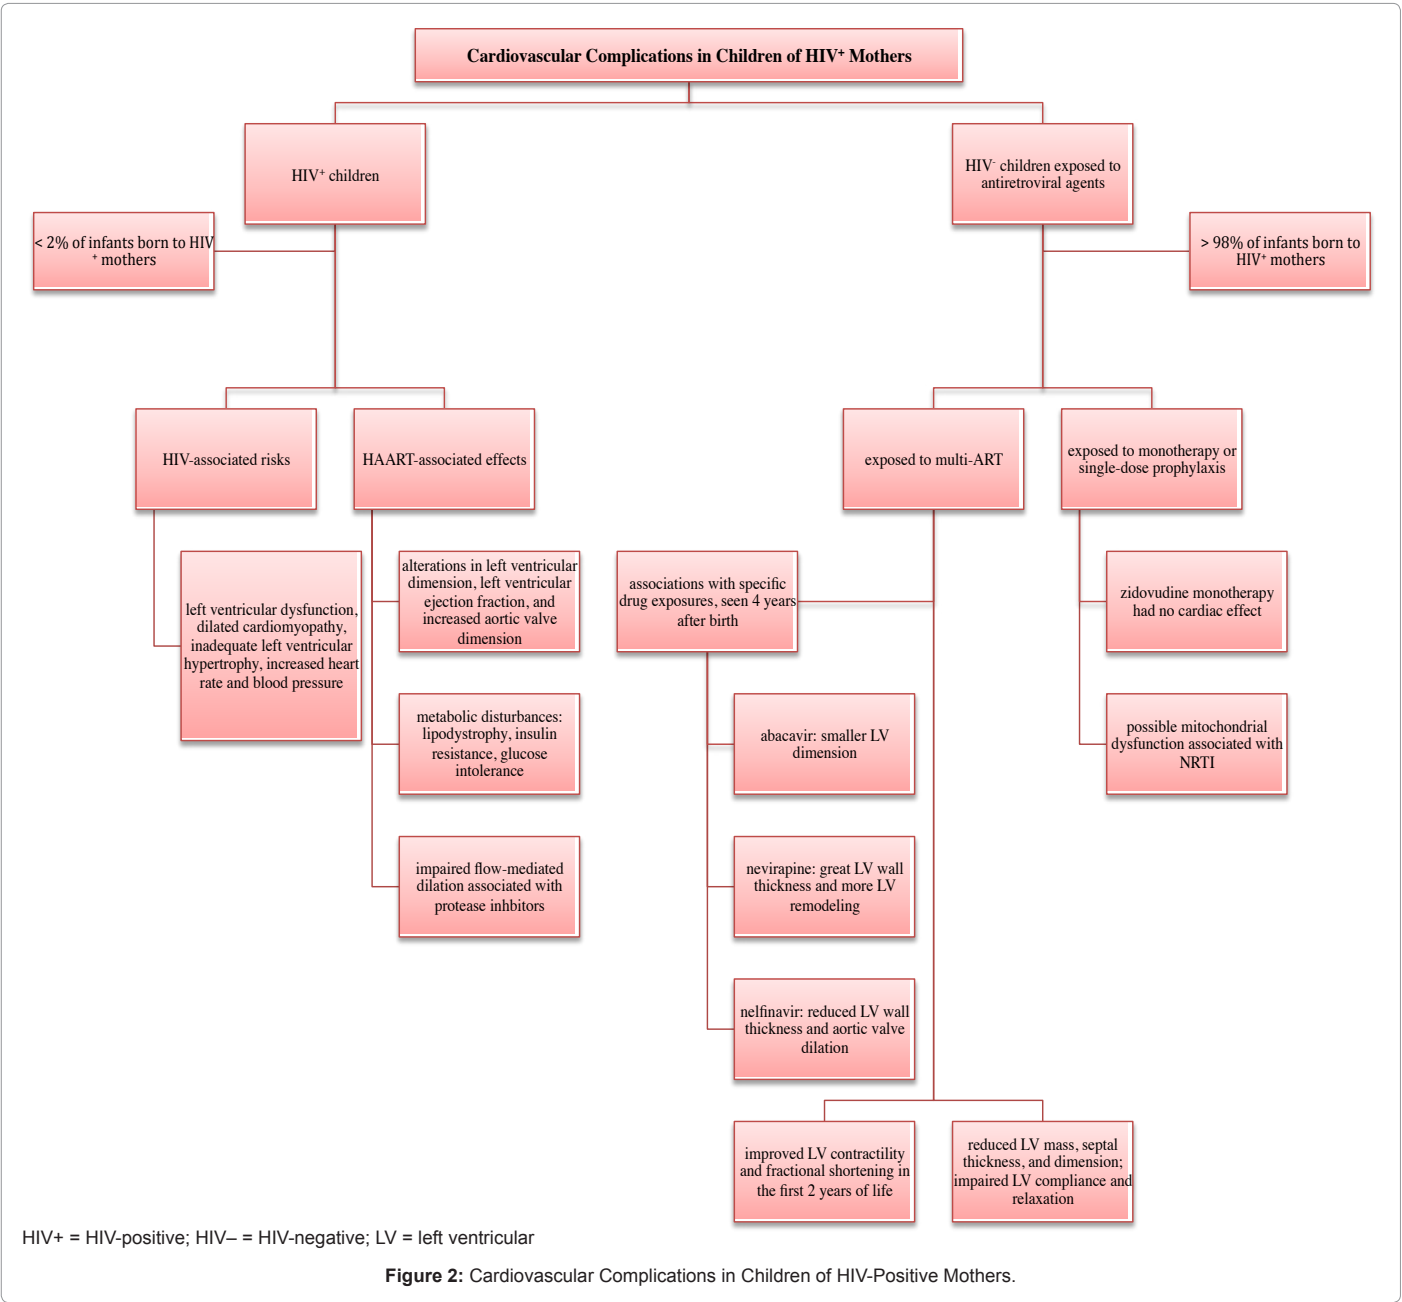 Cardiovascular Complications in Children of HIV⁺ Mothers
HIV⁺ children
HIV⁻ children exposed to
antiretroviral agents
< 2% of infants born to HIV
⁺ mothers
> 98% of infants born to
HIV⁺ mothers
HIV-associated risks
HAART-associated effects
exposed to multi-ART
exposed to monotherapy or
single-dose prophylaxis
left ventricular dysfunction,
dilated cardiomyopathy,
inadequate left ventricular
hypertrophy, increased heart
rate and blood pressure
alterations in left ventricular
dimension, left ventricular
ejection fraction, and
increased aortic valve
dimension
metabolic disturbances:
lipodystrophy, insulin
resistance, glucose
intolerance
impaired flow-mediated
dilation associated with
protease inhbitors
associations with specific
drug exposures, seen 4 years
after birth
abacavir: smaller LV
dimension
nevirapine: great LV wall
thickness and more LV
remodeling
nelfinavir: reduced LV wall
thickness and aortic valve
dilation
improved LV contractility
and fractional shortening in
the first 2 years of life
reduced LV mass, septal
thickness, and dimension;
impaired LV compliance and
relaxation
zidovudine monotherapy
had no cardiac effect
possible mitochondrial
dysfunction associated with
NRTI
HIV+ = HIV-positive; HIV– = HIV-negative; LV = left ventricular
Figure 2: Cardiovascular Complications in Children of HIV-Positive Mothers.